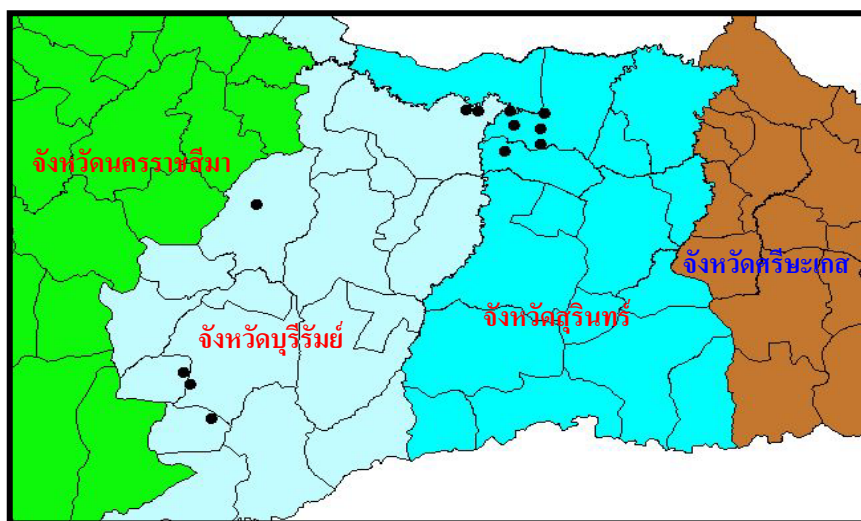 จังหวัดนครราชสีมา
จังหวัดศรีษะเกส
จังหวัดสุรินทร์
จังหวัดบุรีรัมย์